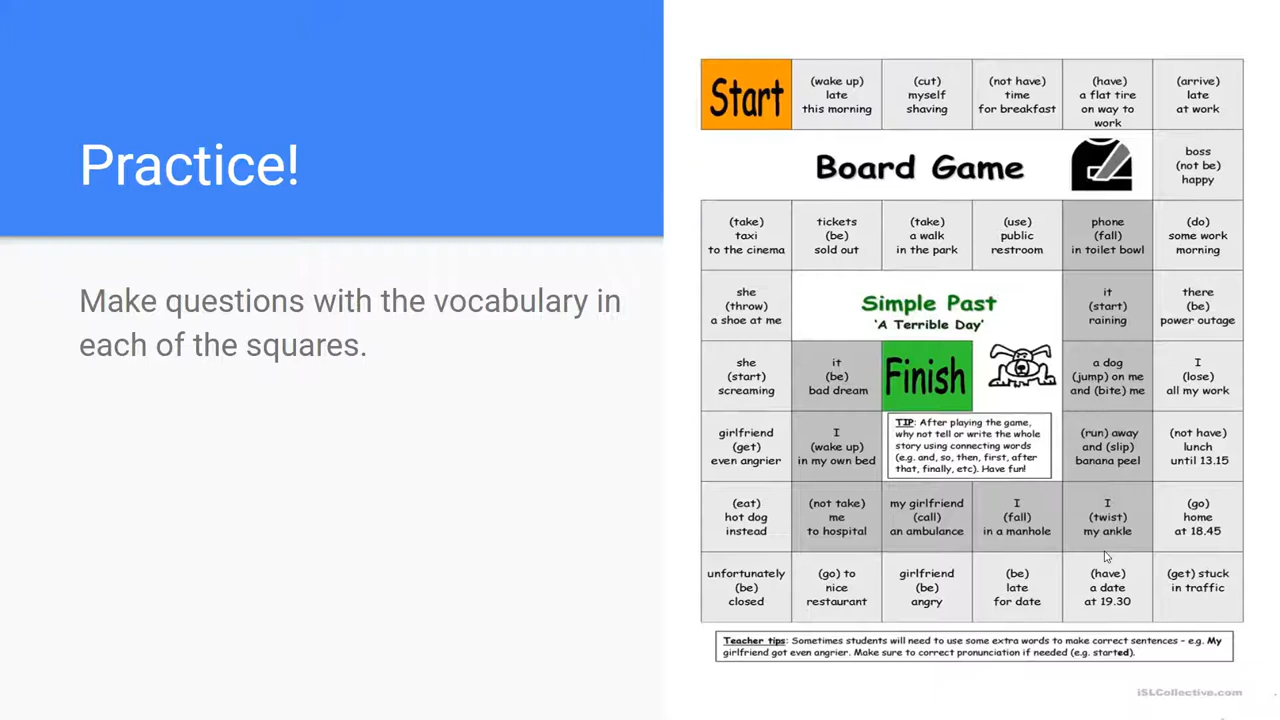 Practice!
Make questions with the vocabulary in
each of the squares.
Start
(wake up)
late
this morning
(cut)
myself
shaving
(not have)
time
for breakfast
(have)
a flat tire
on way to
work
(arrive)
late
at work
Board Game
boss
(not be)
happy
(take)
taxi
to the cinema
tickets
(be)
sold out
(take)
a walk
in the park
(use)
public
restroom
phone
(fall)
in toilet bowl
(do)
some work
morning
she
(throw)
a shoe at me
Simple Past
'A Terrible Day'
it
(start)
raining
there
(be)
power outage
she
(start)
screaming
it
(be)
bad dream
Finish
a dog
(jump) on me
and (bite) me
I
(lose)
all my work
girlfriend
(get)
even angrier
I
(wake up)
in my own bed
TIP: After playing the game,
why not tell or write the whole
story using connecting words
(e.g. and, so, then, first, after
that, finally, etc). Have fun!
(run) away
and (slip)
banana peel
(not have)
lunch
until 13.15
(eat)
hot dog
instead
(not take)
me
to hospital
my girlfriend
(call)
an ambulance
I
(fall)
in a manhole
I
(twist)
my ankle
(go)
home
at 18.45
unfortunately
(be)
closed
(go) to
nice
restaurant
girlfriend
(be)
angry
(be)
late
for date
(have)
a date
at 19.30
(get) stuck
in traffic
Teacher tips: Sometimes students will need to use some extra words to make correct sentences – e.g. My
girlfriend got even angrier. Make sure to correct pronunciation if needed (e.g. started).
iSLCollective.com